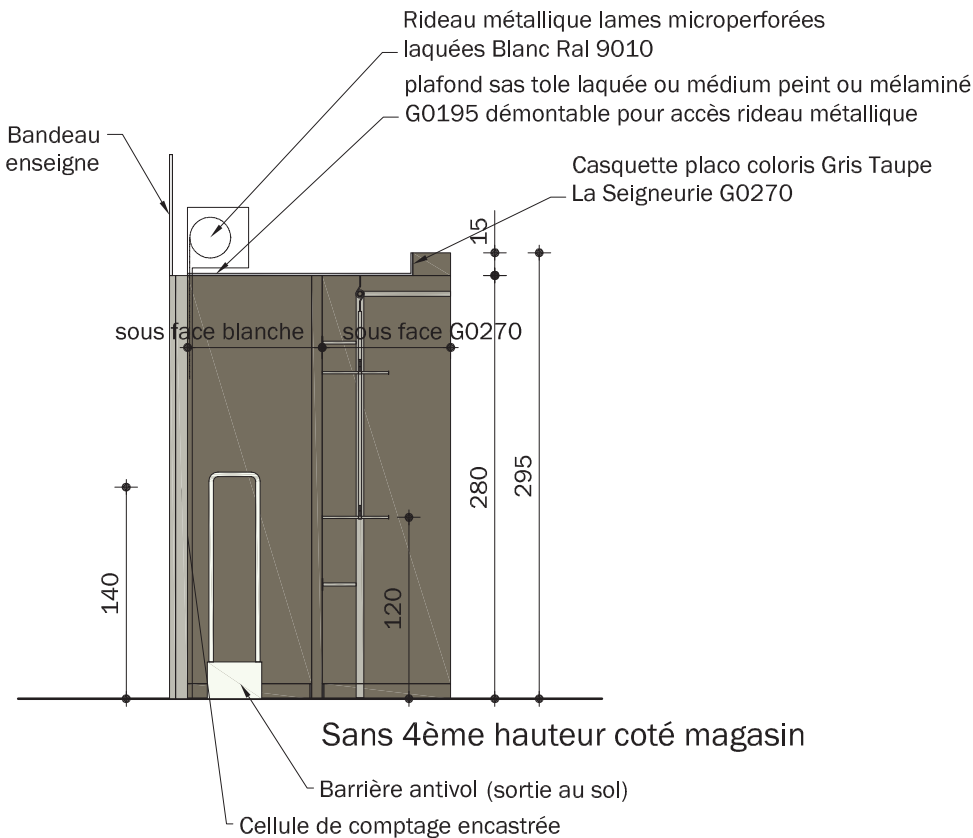 Rideau métallique lames microperforées
laquées Blanc Ral 9010
plafond sas tole laquée ou médium peint ou mélaminé
G0195 démontable pour accès rideau métallique
Bandeau
enseigne
Casquette placo coloris Gris Taupe
La Seigneurie G0270
15
sous face blanche
sous face G0270
280
295
140
120
Sans 4ème hauteur coté magasin
Barrière antivol (sortie au sol)
Cellule de comptage encastrée